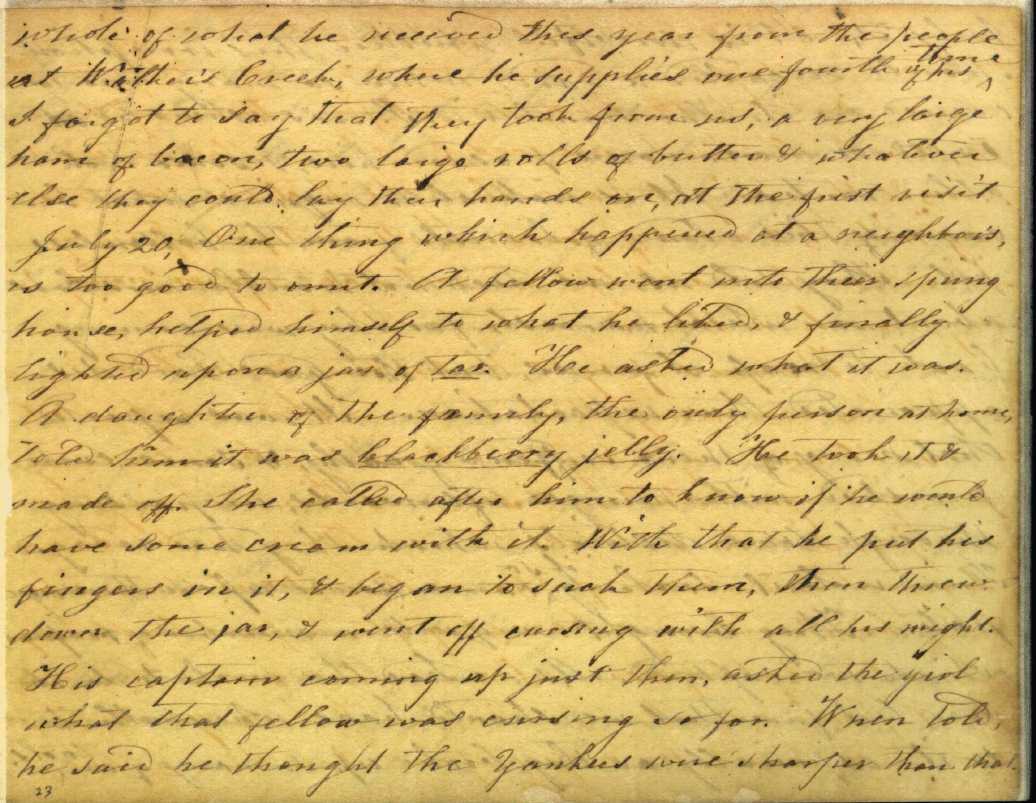 whole of what he received this year from the people
at Walker's Creek, where he supplies one fourth of his time
I forgot to say that they took from us, a very large
ham of bacon, two large rolls of butter & whatever
else they could lay their hands on, at the first visit
July 20, One thing which happened at a neighbor's,
is too good to omit. A fellow went into their spring
house, helped himself to what he liked, & finally
lighted upon a jar of tar. He asked what it was.
A daughter of the family, the only person at home,
told him it was blackberry jelly. He took it &
made off. She called after him to know if he would
have some cream with it. With that he put his
fingers in it, & began to suck them, then threw
down the jar, & went off cursing with all his might.
His captain coming up just then, asked the girl
what that fellow was cursing so for. When told,
he said he thought the Yankees were sharper than that.
23